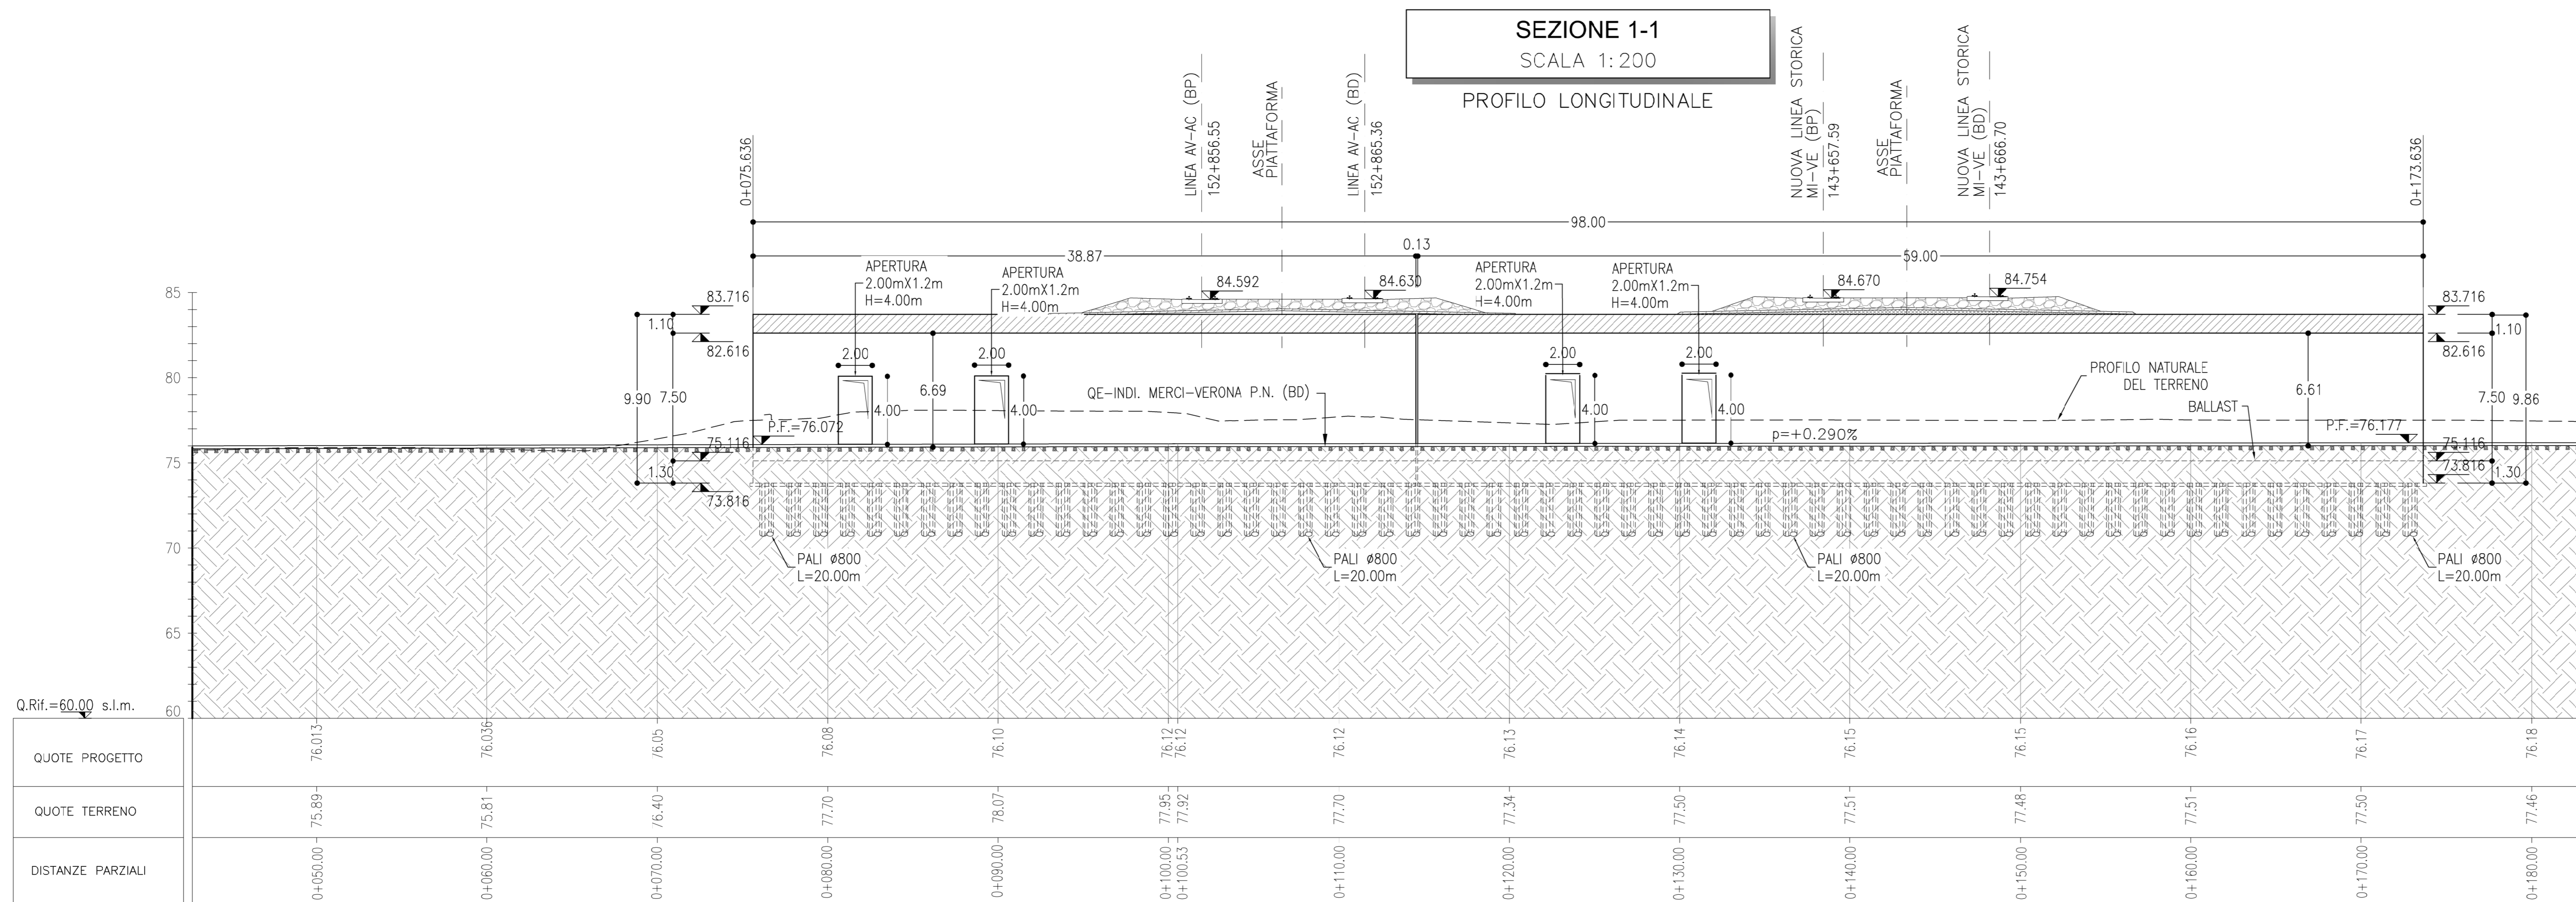 SEZIONE 1-1
SCALA 1:200
PROFILO LONGITUDINALE
0+075.636
LINEA AV-AC (BP)
152+856.55
ASSE
PIATTAFORMA
LINEA AV-AC (BD)
152+865.36
NUOVA LINEA STORICA
MI-VE (BP)
143+657.59
ASSE
PIATTAFORMA
NUOVA LINEA STORICA
MI-VE (BD)
143+666.70
0+173.636
98.00
38.87
0.13
59.00
APERTURA
2.00mX1.2m
H=4.00m
APERTURA
2.00mX1.2m
H=4.00m
84.592
84.630
APERTURA
2.00mX1.2m
H=4.00m
APERTURA
2.00mX1.2m
H=4.00m
84.670
84.754
85
80
75
70
65
60
83.716
1.10
82.616
9.90
7.50
75.116
1.30
73.816
P.F.=76.072
2.00
4.00
6.69
2.00
4.00
QE-INDI. MERCI-VERONA P.N. (BD)
2.00
4.00
2.00
4.00
p=+0.290%
PROFILO NATURALE
DEL TERRENO
BALLAST
6.61
P.F.=76.177
83.716
1.10
82.616
7.50
9.86
75.116
73.816
1.30
PALI ø800
L=20.00m
PALI ø800
L=20.00m
PALI ø800
L=20.00m
PALI ø800
L=20.00m
Q.Rif.=60.00 s.l.m.
QUOTE PROGETTO
76.013
76.036
76.05
76.08
76.10
76.12
76.12
76.12
76.13
76.14
76.15
76.15
76.16
76.17
76.18
QUOTE TERRENO
75.89
75.81
76.40
77.70
78.07
77.95
77.92
77.70
77.34
77.50
77.51
77.48
77.51
77.50
77.46
DISTANZE PARZIALI
0+050.00
0+060.00
0+0700.00
0+0800.00
0+0900.00
0+1000.00
0+100.53
0+1100.00
0+1200.00
0+1300.00
0+1400.00
0+1500.00
0+1600.00
0+1700.00
0+1800.00